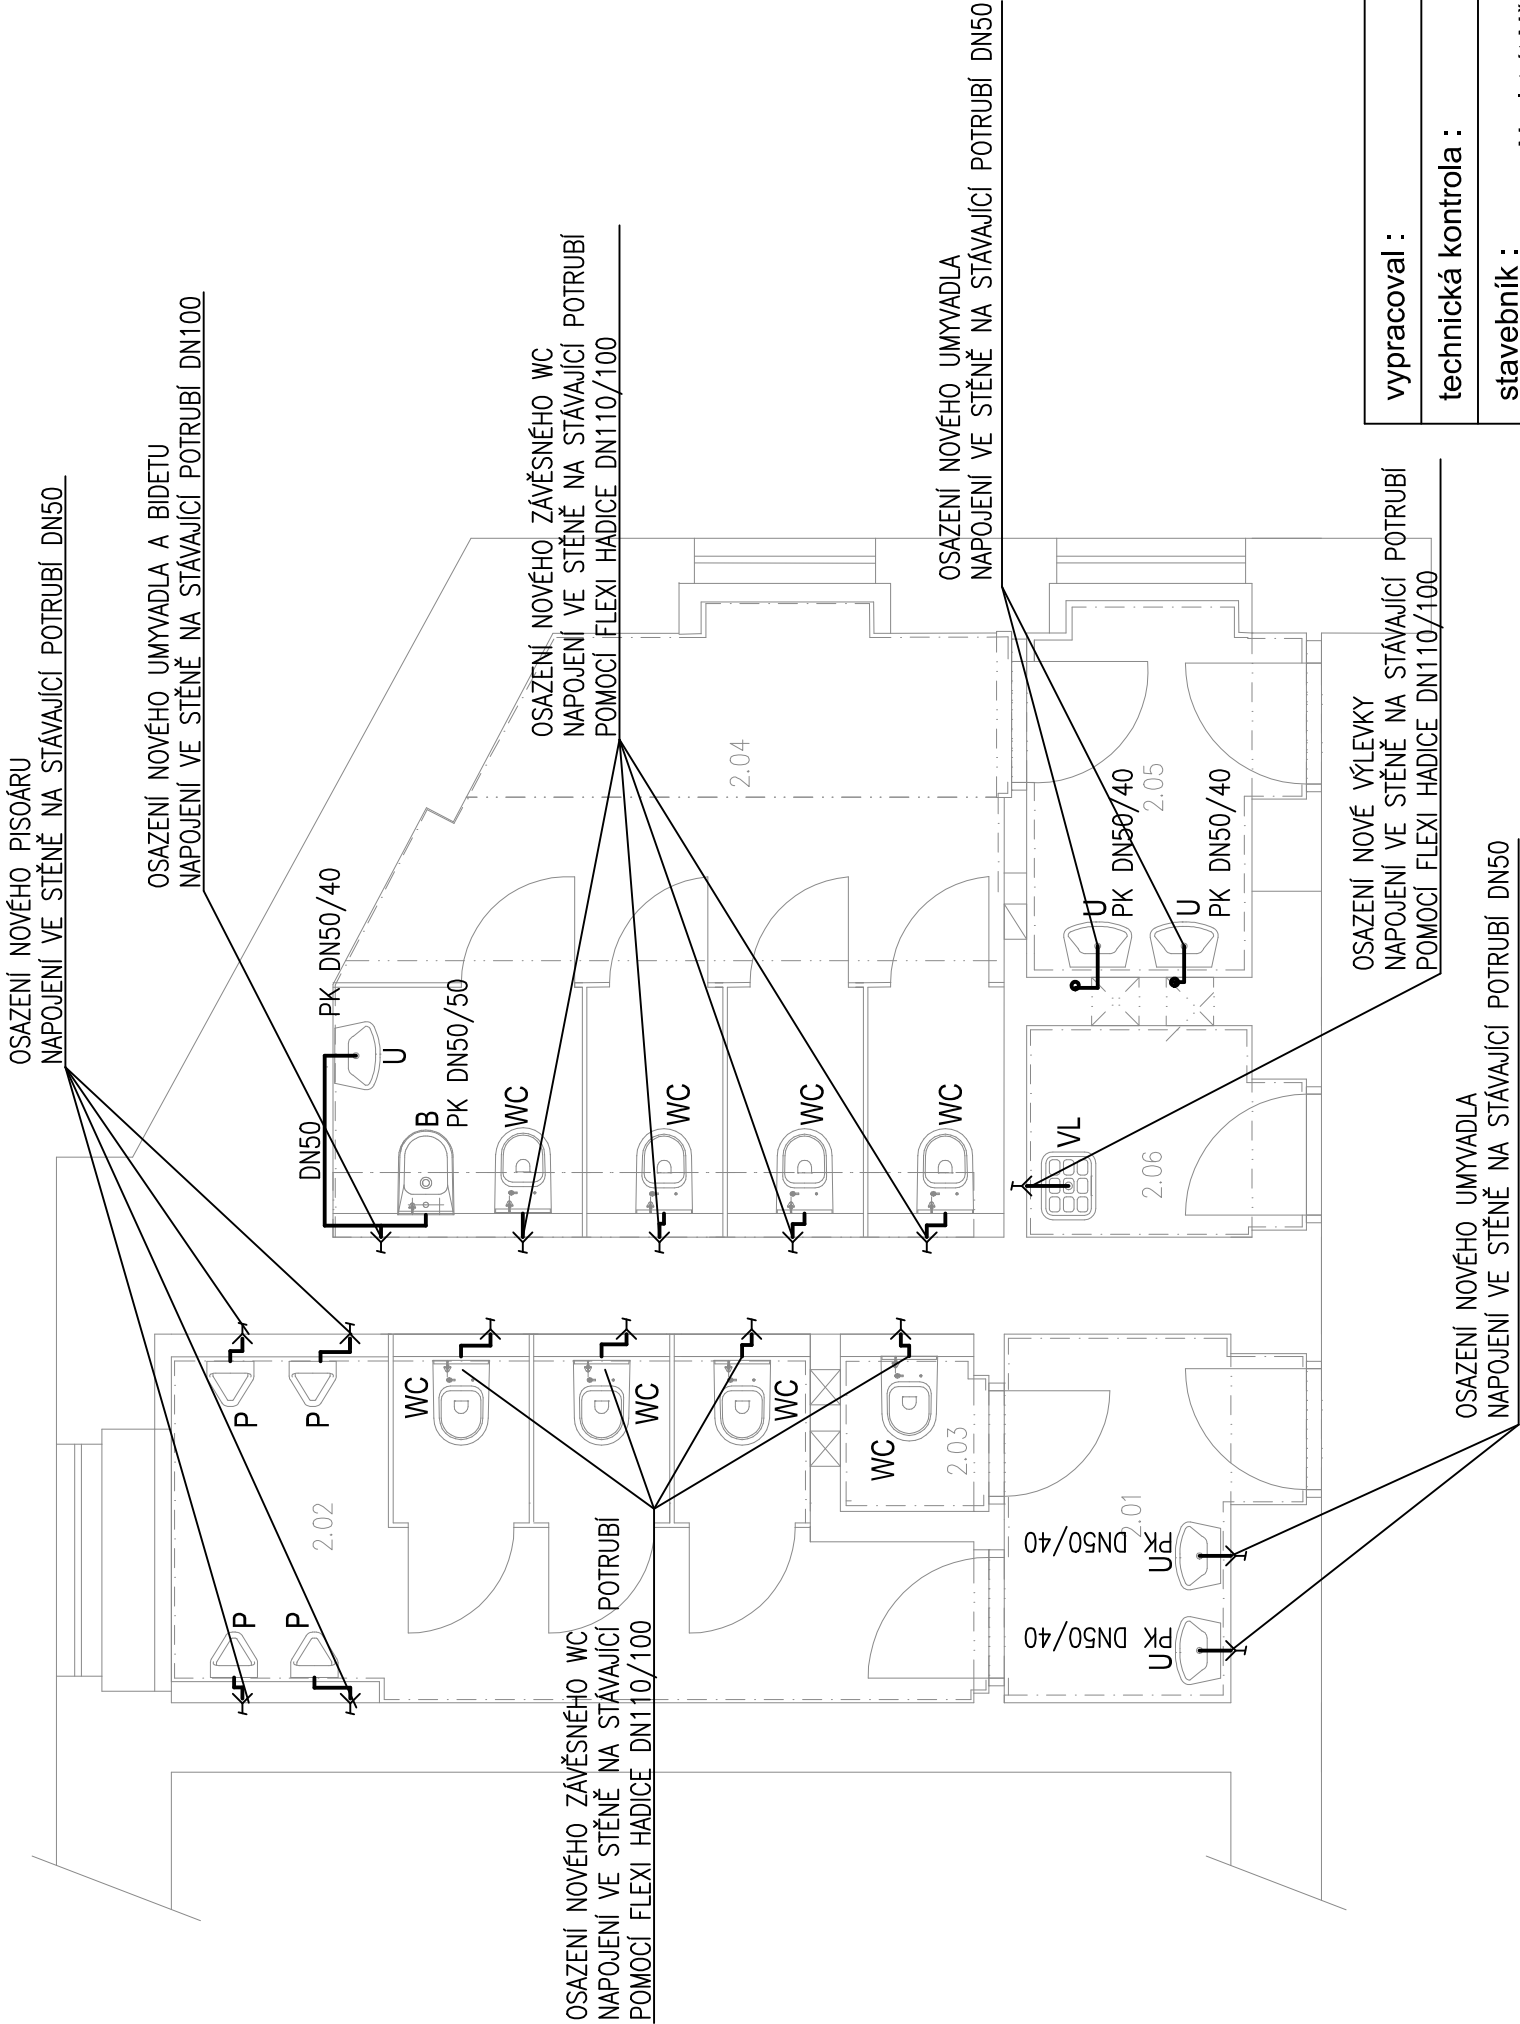 OSAZENÍ NOVÉHO PISOÁRU
NAPOJENÍ VE STĚNĚ NA STÁVAJÍCÍ POTRUBÍ DN50
OSAZENÍ NOVÉHO UMYVADLA A BIDETU
NAPOJENÍ VE STĚNĚ NA STÁVAJÍCÍ POTRUBÍ DN100
OSAZENÍ NOVÉHO ZÁVĚSNÉHO WC
NAPOJENÍ VE STĚNĚ NA STÁVAJÍCÍ POTRUBÍ
POMOCÍ FLEXI HADICE DN110/100
OSAZENÍ NOVÉHO UMYVADLA
NAPOJENÍ VE STĚNĚ NA STÁVAJÍCÍ POTRUBÍ DN50
P
P
2.02
P
P
WC
WC
WC
WC
2.03
OSAZENÍ NOVÉHO ZÁVĚSNÉHO WC
NAPOJENÍ VE STĚNĚ NA STÁVAJÍCÍ POTRUBÍ
POMOCÍ FLEXI HADICE DN110/100
DN50
PK DN50/40
U
B
PK DN50/50
WC
WC
WC
WC
2.04
U
PK DN50/40
2.05
U
PK DN50/40
VL
2.06
2.01
PK DN50/40
U
PK DN50/40
U
OSAZENÍ NOVÉ VÝLEVKY
NAPOJENÍ VE STĚNĚ NA STÁVAJÍCÍ POTRUBÍ
POMOCÍ FLEXI HADICE DN110/100
OSAZENÍ NOVÉHO UMYVADLA
NAPOJENÍ VE STĚNĚ NA STÁVAJÍCÍ POTRUBÍ DN50
vypracoval :
technická kontrola :
stavebník :